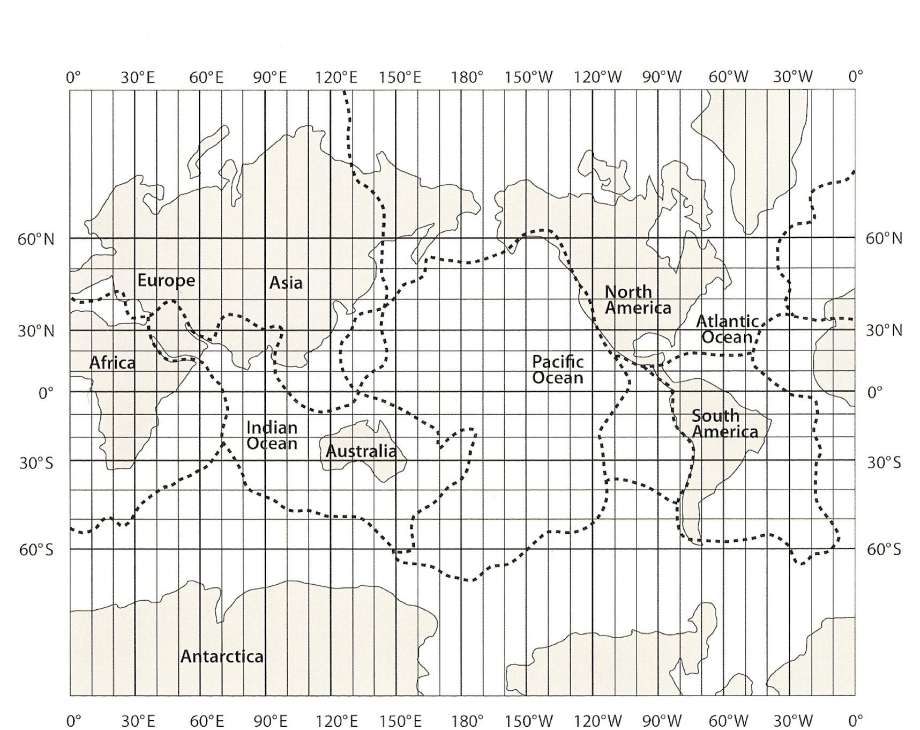 0° 30°E 60°E 90°E 120°E 150°E 180° 150°W 120°W 90°W 60°W 30°W 0°
60°N 60°N
Europe
Asia
North
America
Atlantic
Ocean
30°N 30°N
Africa
Pacific
Ocean
0° 0°
Indian
Ocean
South
America
Australia
30°S 30°S
60°S 60°S
Antarctica
0° 30°E 60°E 90°E 120°E 150°E 180° 150°W 120°W 90°W 60°W 30°W 0°